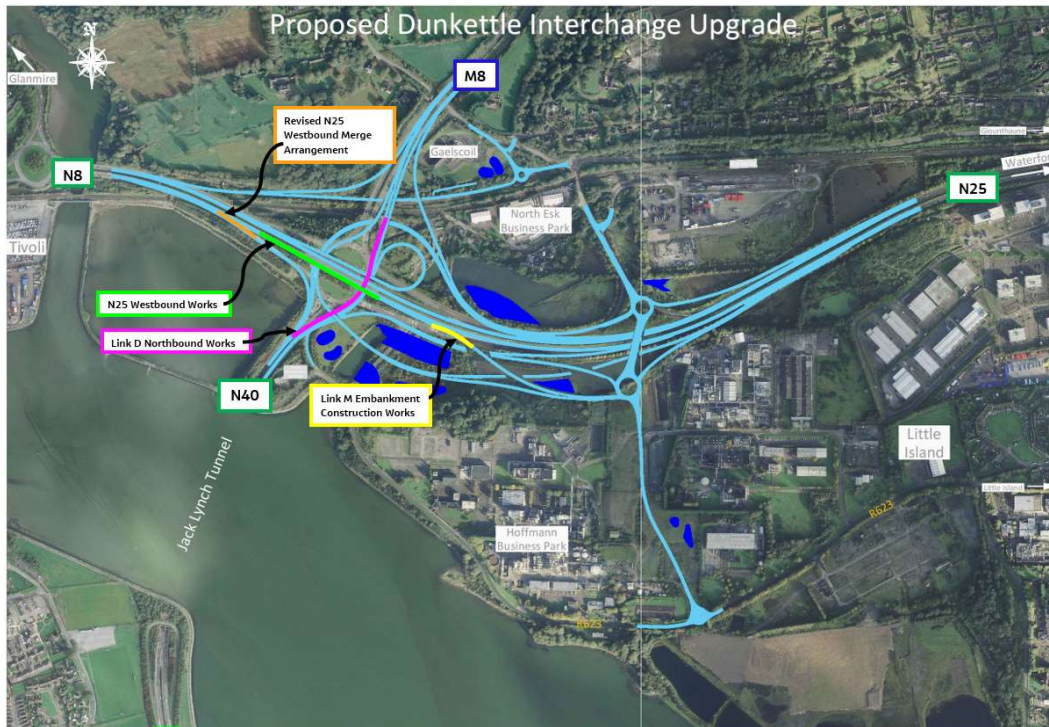 Proposed Dunkettle Interchange Upgrade
N
Glanmire
M8
Revised N25
Westbound Merge
Arrangement
Gaelscoil
Glounthaune
Waterfo
N8
N25
North Esk
Business Park
Tivoli
N25 Westbound Works
Link D Northbound Works
N40
Link M Embankment
Construction Works
Little
Island
Little Island
Jack Lynch Tunnel
R623
Hoffmann
Business Park
R623